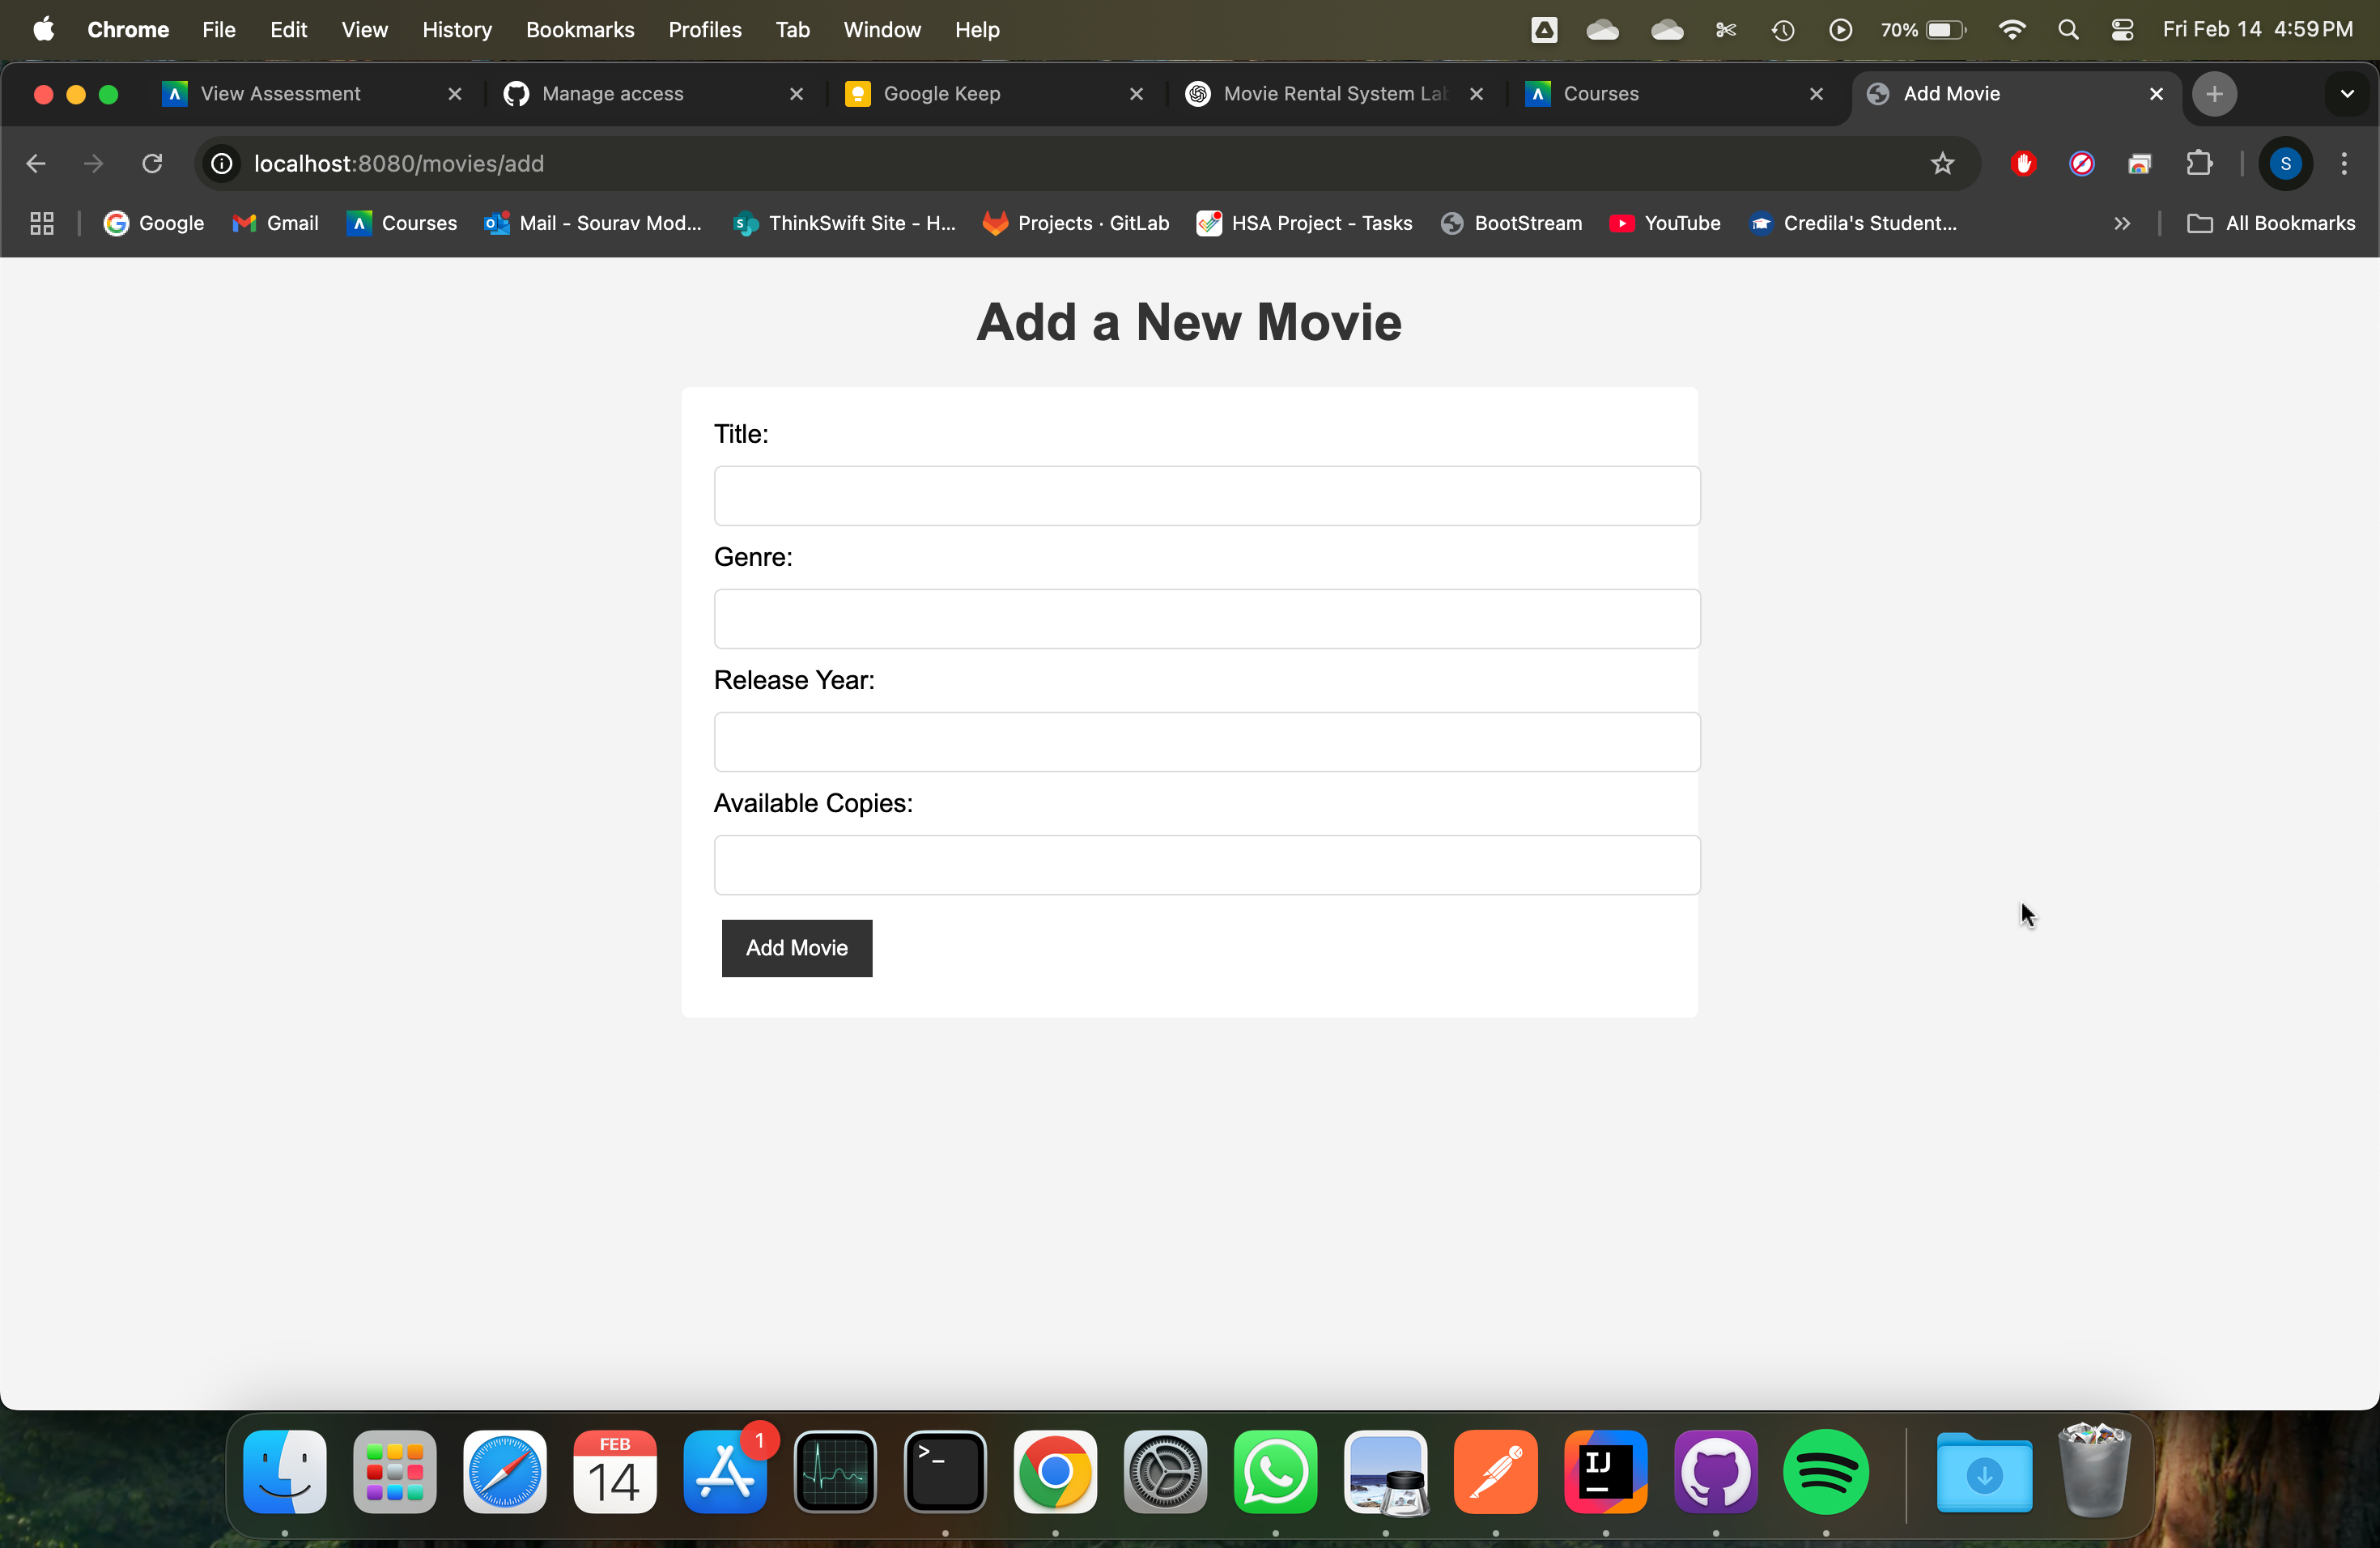 Chrome File Edit View History Bookmarks Profiles Tab Window Help 70% Fri Feb 14 4:59 PM
View Assessment Manage access Google Keep Movie Rental System Lab Courses Add Movie
localhost:8080/movies/add S
Google Gmail Courses Mail - Sourav Mod... ThinkSwift Site - H... Projects · GitLab HSA Project - Tasks BootStream YouTube Credila's Student... All Bookmarks
Add a New Movie
Title:
Genre:
Release Year:
Available Copies:
Add Movie
FEB
14
1
>_
IJ